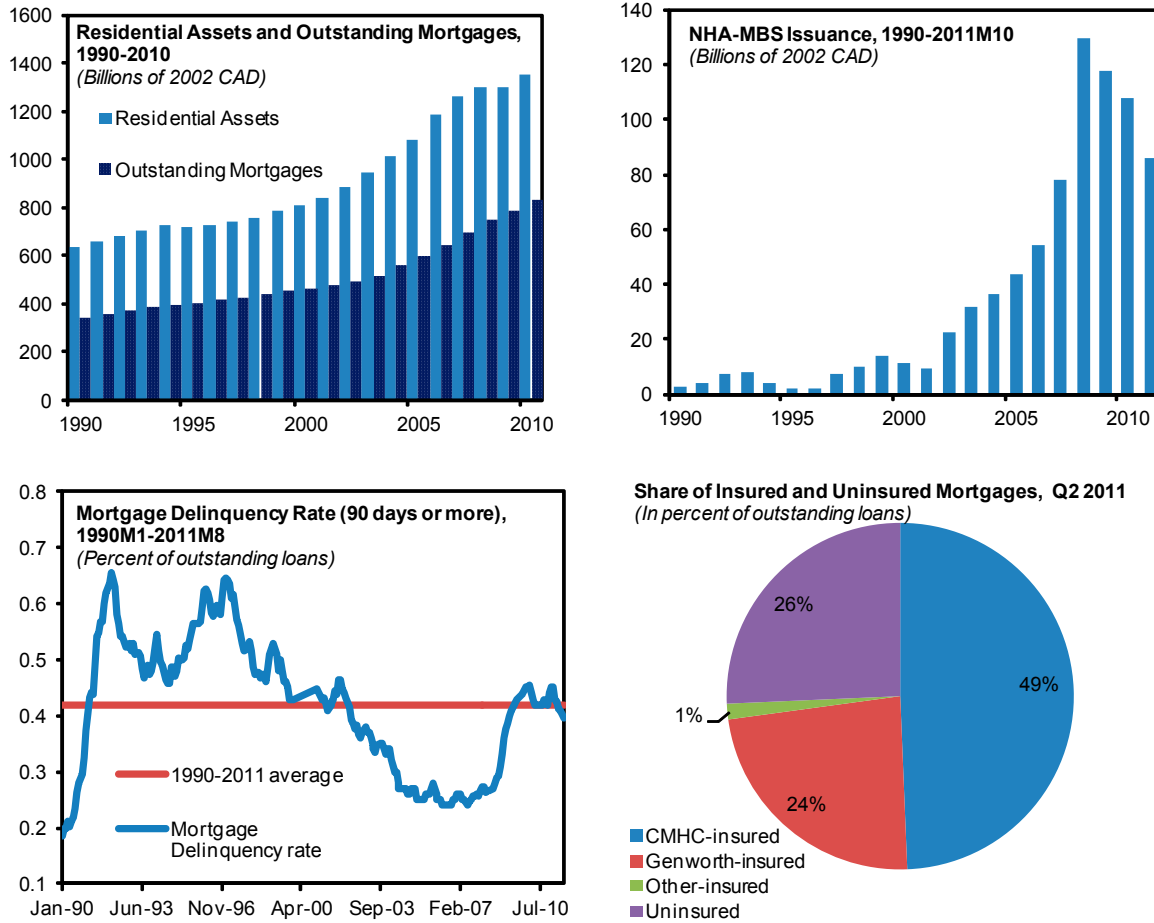 Residential Assets and Outstanding Mortgages,
1990-2010
(Billions of 2002 CAD)
Residential Assets
Outstanding Mortgages
1600
1400
1200
1000
800
600
400
200
0
1990 1995 2000 2005 2010
NHA-MBS Issuance, 1990-2011M10
(Billions of 2002 CAD)
140
120
100
80
60
40
20
0
1990 1995 2000 2005 2010
Mortgage Delinquency Rate (90 days or more),
1990M1-2011M8
(Percent of outstanding loans)
0.8
0.7
0.6
0.5
0.4
0.3
0.2
0.1
1990-2011 average
Mortgage
Delinquency rate
Jan-90 Jun-93 Nov-96 Apr-00 Sep-03 Feb-07 Jul-10
Share of Insured and Uninsured Mortgages, Q2 2011
(In percent of outstanding loans)
26%
49%
1%
24%
CMHC-insured
Genworth-insured
Other-insured
Uninsured